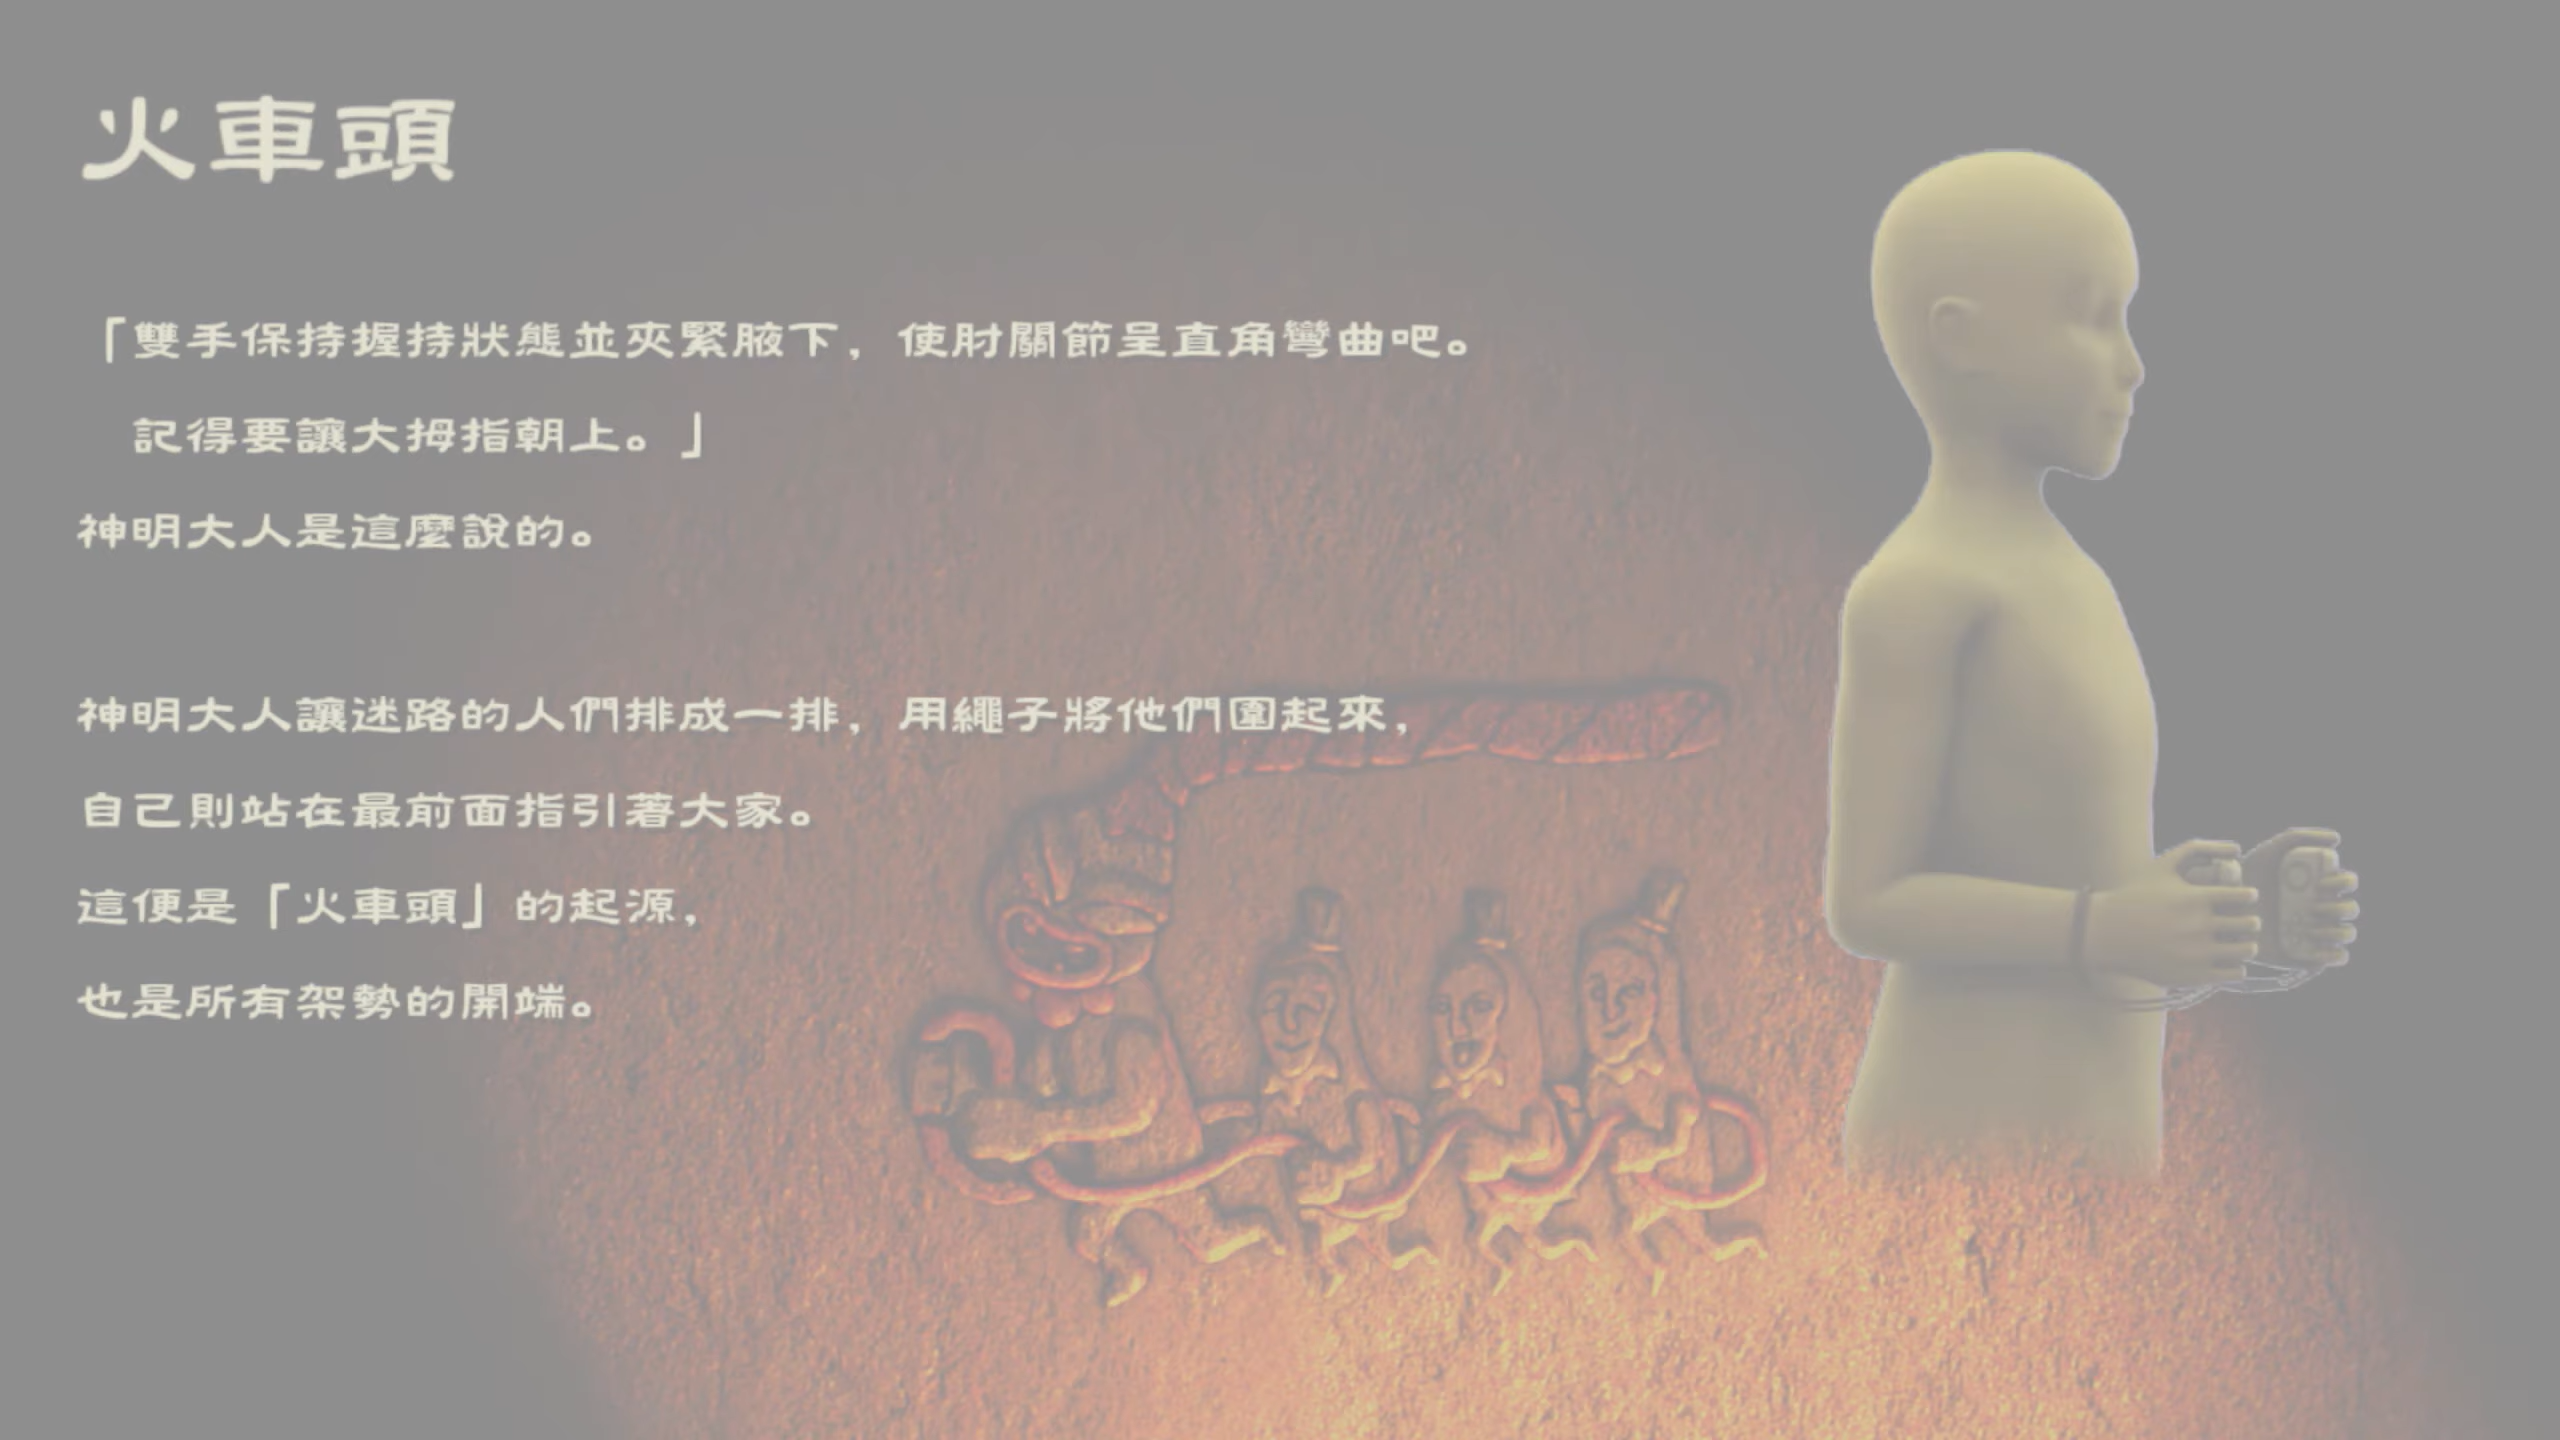 火車頭
「雙手保持握持狀態並夾緊腋下，使肘關節呈直角彎曲吧。
記得要讓大拇指朝上。」
神明大人是這麼說的。
神明大人讓迷路的人們排成一排，用繩子將他們圍起來，
自己則站在最前面指引著大家。
這便是「火車頭」的起源，
也是所有架勢的開端。